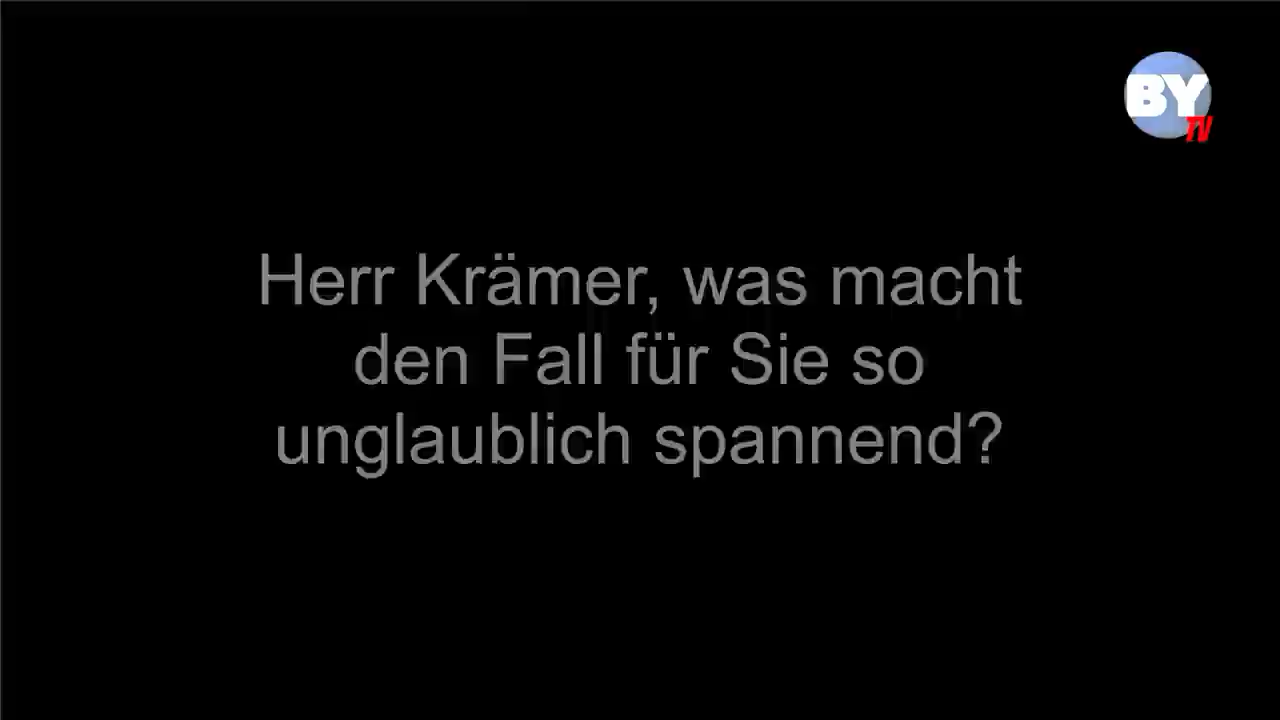 BY
TV
Herr Krämer, was macht
den Fall für Sie so
unglaublich spannend?